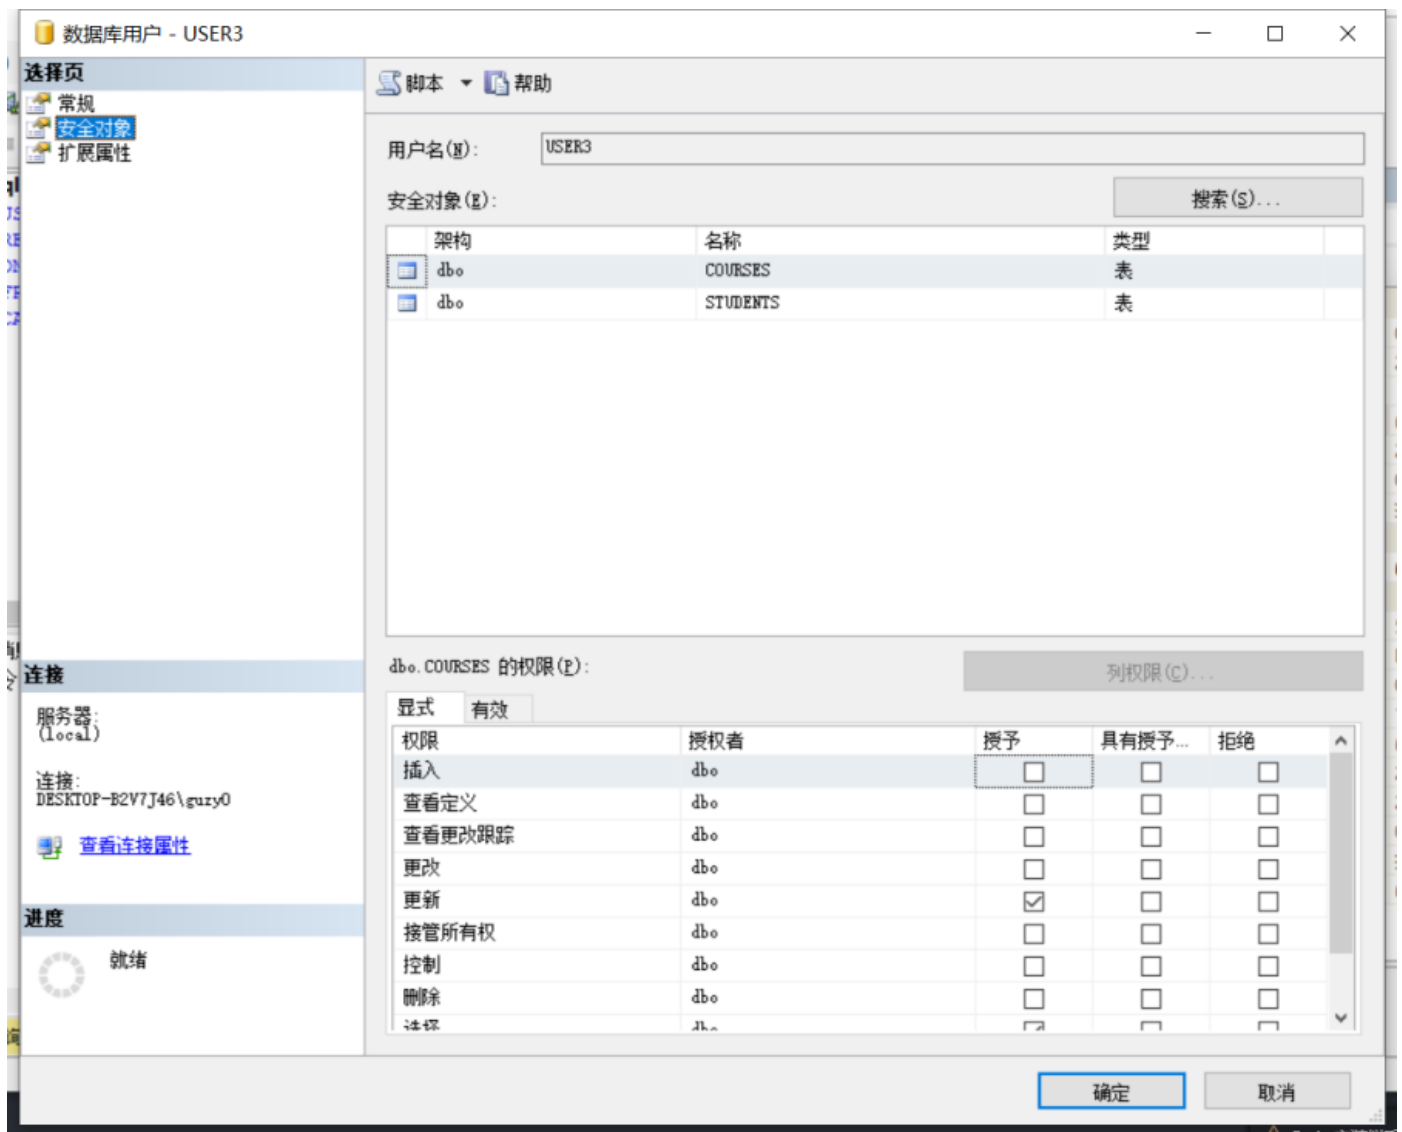 数据库用户 - USER3
选择页
常规
安全对象
扩展属性
脚本 帮助
用户名(N): USER3
安全对象(E): 搜索(S)...
架构 名称 类型
dbo COURSES 表
dbo STUDENTS 表
dbo.COURSES 的权限(P): 列权限(C)...
显式 有效
权限 授权者 授予 具有授予... 拒绝
插入 dbo
查看定义 dbo
查看更改跟踪 dbo
更改 dbo
更新 dbo
接管所有权 dbo
控制 dbo
删除 dbo
选择 dbo
连接
服务器:
(local)
连接:
DESKTOP-B2V7J46\guzy0
查看连接属性
进度
就绪
确定 取消